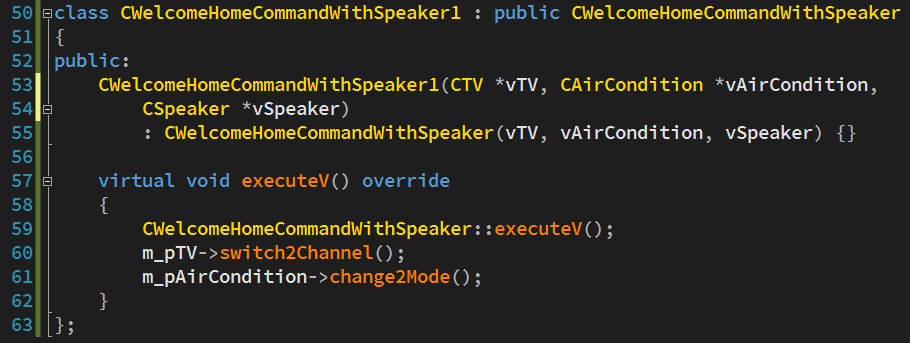 50 class CWelcomeHomeCommandWithSpeaker1 : public CWelcomeHomeCommandWithSpeaker
51 {
52 public:
53     CWelcomeHomeCommandWithSpeaker1(CTV *vTV, CAirCondition *vAirCondition,
54         CSpeaker *vSpeaker)
55         : CWelcomeHomeCommandWithSpeaker(vTV, vAirCondition, vSpeaker) {}
56
57     virtual void executeV() override
58     {
59         CWelcomeHomeCommandWithSpeaker::executeV();
60         m_pTV->switch2Channel();
61         m_pAirCondition->change2Mode();
62     }
63 };